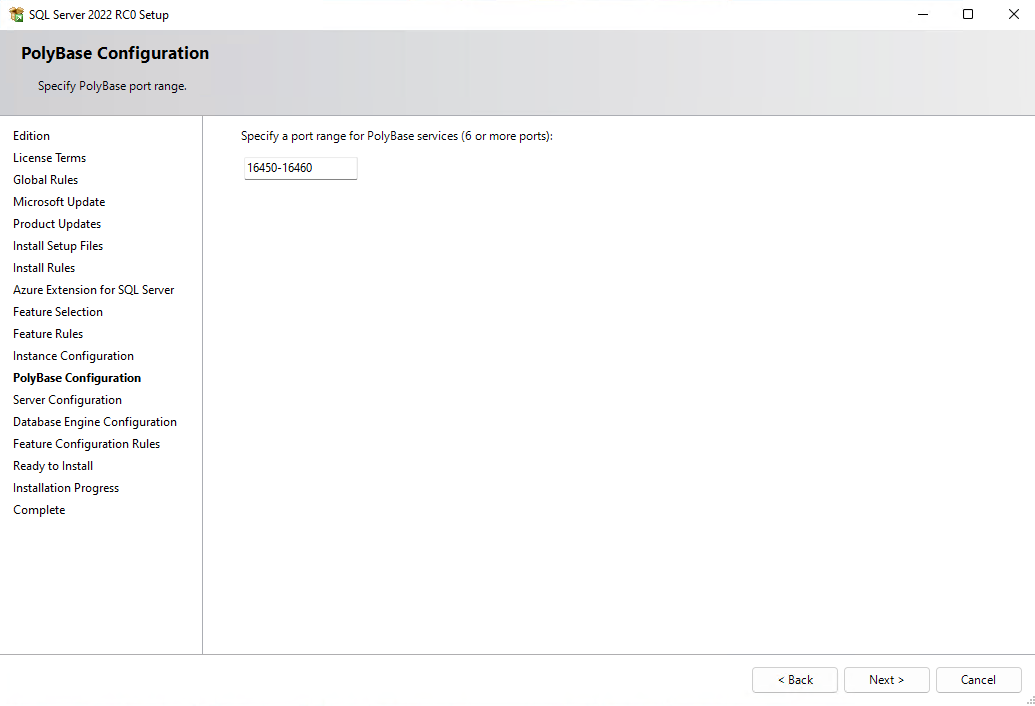 SQL Server 2022 RC0 Setup
PolyBase Configuration
Specify PolyBase port range.
Edition
License Terms
Global Rules
Microsoft Update
Product Updates
Install Setup Files
Install Rules
Azure Extension for SQL Server
Feature Selection
Feature Rules
Instance Configuration
PolyBase Configuration
Server Configuration
Database Engine Configuration
Feature Configuration Rules
Ready to Install
Installation Progress
Complete
Specify a port range for PolyBase services (6 or more ports):
16450-16460
< Back
Next >
Cancel